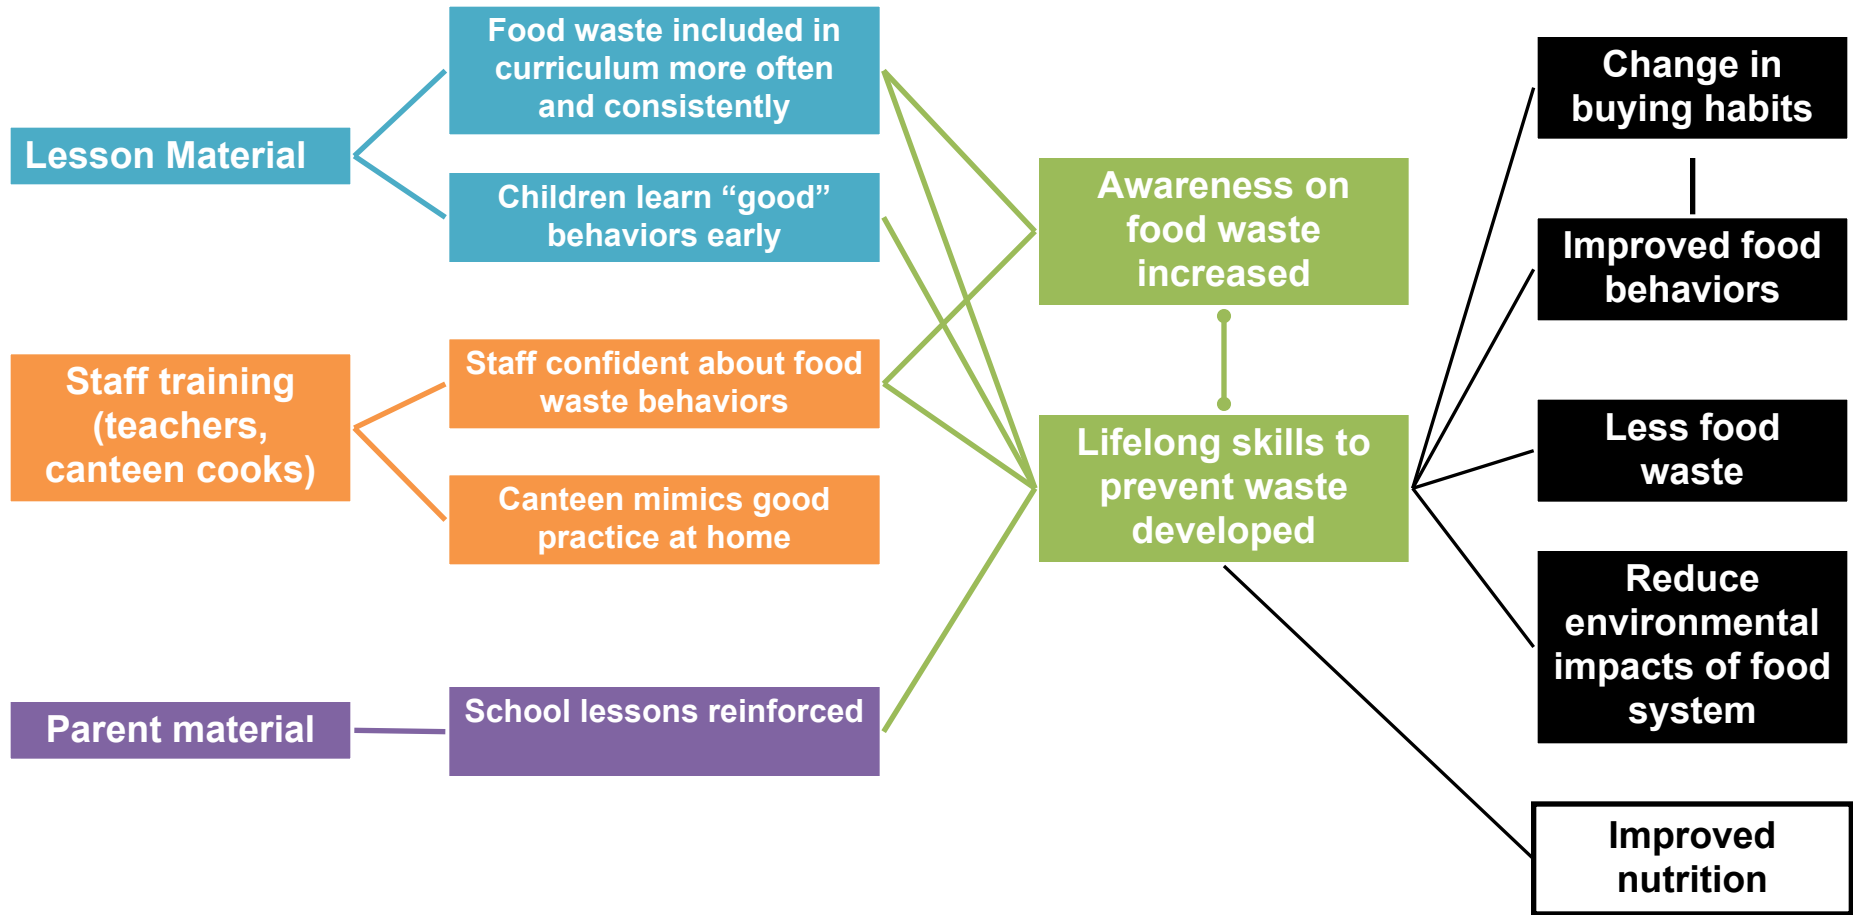 Lesson Material
Staff training
(teachers,
canteen cooks)
Parent material
Food waste included in
curriculum more often
and consistently
Children learn “good”
behaviors early
Staff confident about food
waste behaviors
Canteen mimics good
practice at home
School lessons reinforced
Awareness on
food waste
increased
Lifelong skills to
prevent waste
developed
Change in
buying habits
Improved food
behaviors
Less food
waste
Reduce
environmental
impacts of food
system
Improved
nutrition